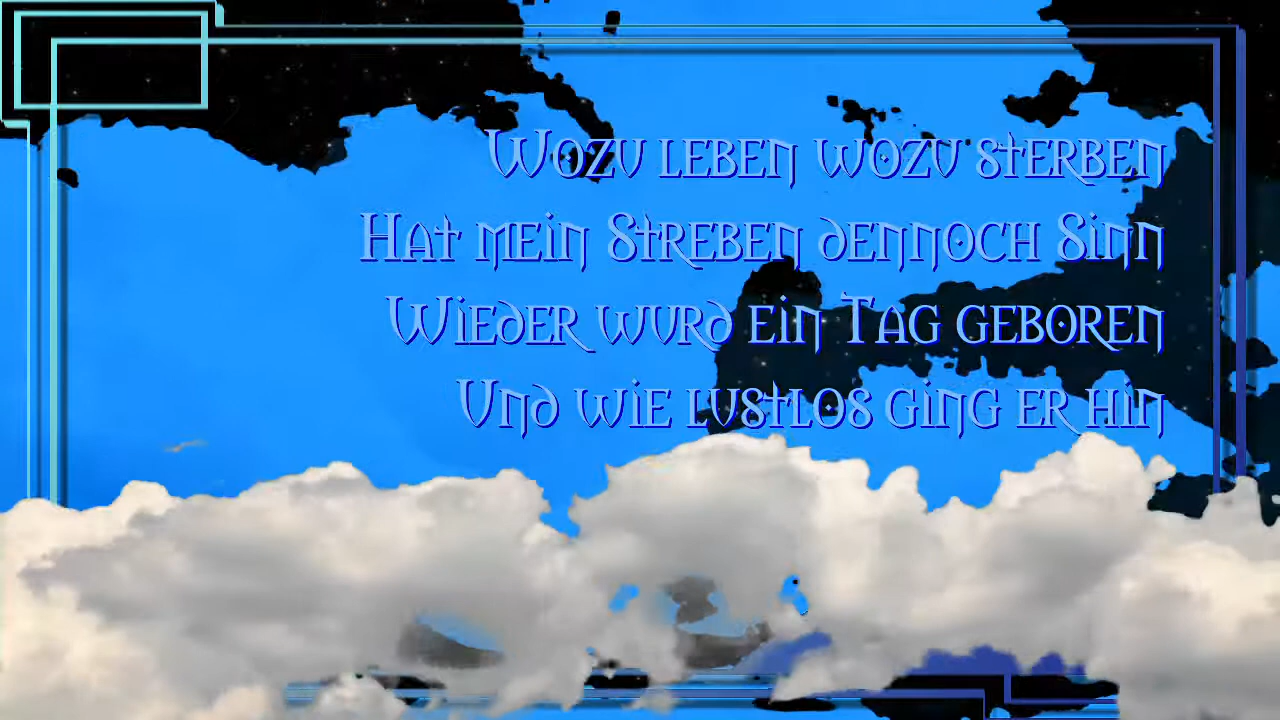 Wozu leben wozu sterben
Hat mein Streben dennoch Sinn
Wieder wurd ein Tag geboren
Und wie lustlos ging er hin